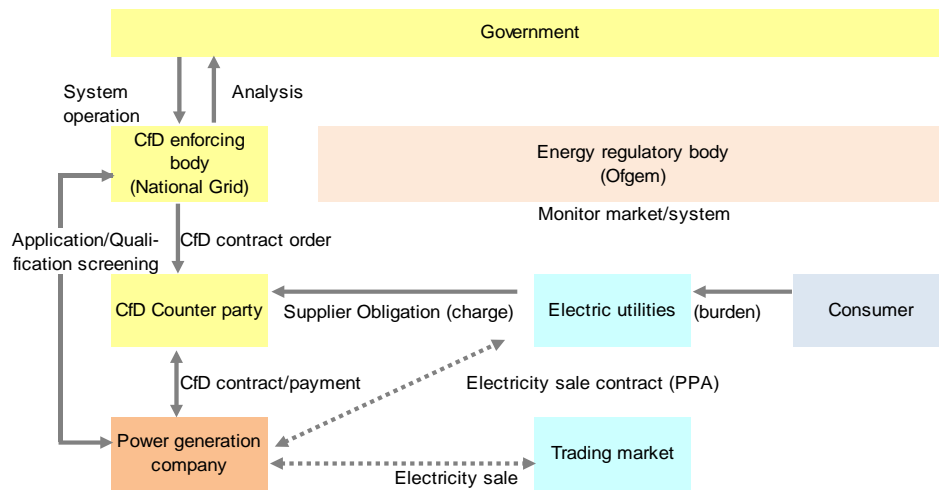 Government
System
operation
Analysis
CfD enforcing
body
(National Grid)
Energy regulatory body
(Ofgem)
Monitor market/system
Application/Quali-
fication screening
CfD contract order
CfD Counter party
Supplier Obligation (charge)
Electric utilities
(burden)
Consumer
CfD contract/payment
Electricity sale contract (PPA)
Power generation
company
Trading market
Electricity sale